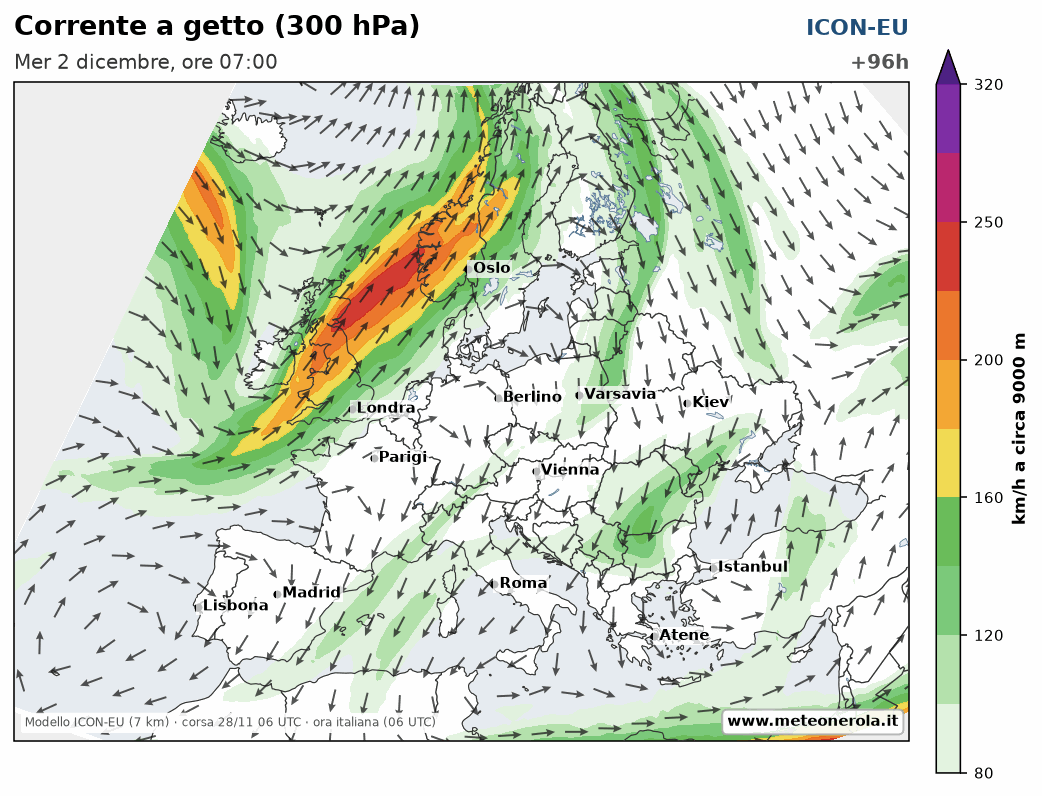 Corrente a getto (300 hPa)
ICON-EU
Mer 2 dicembre, ore 07:00
+96h
320
250
200
160
120
80
km/h a circa 9000 m
Oslo
Londra
Berlino
Varsavia
Kiev
Parigi
Vienna
Istanbul
Roma
Madrid
Lisbona
Atene
Modello ICON-EU (7 km) · corsa 28/11 06 UTC · ora italiana (06 UTC)
www.meteonerola.it